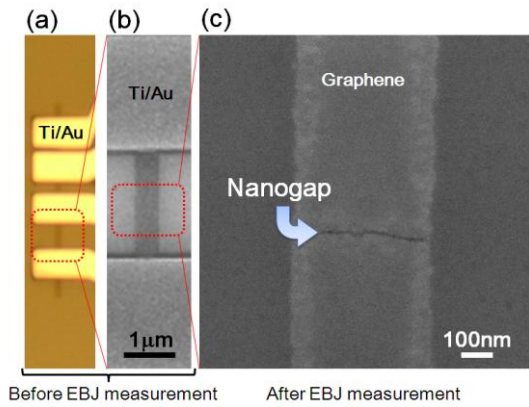 (a)
(b)
(c)
Ti/Au
Ti/Au
Graphene
Nanogap
1μm
100nm
Before EBJ measurement
After EBJ measurement